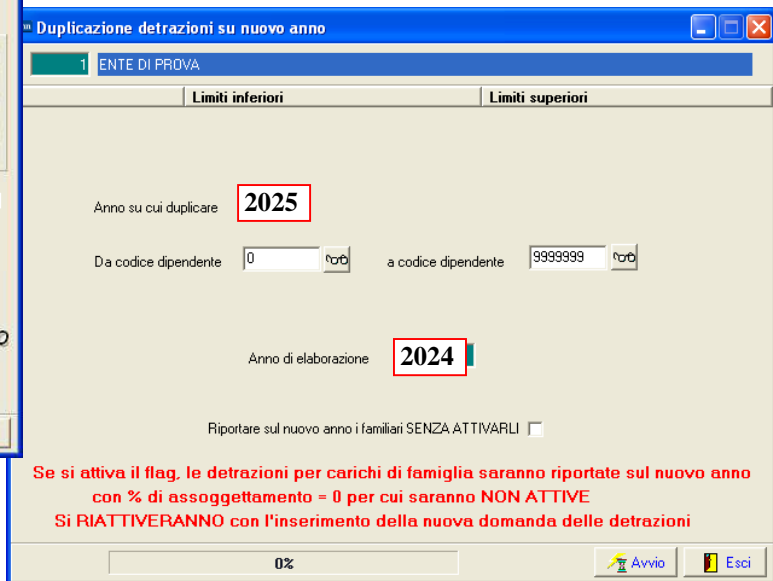 Duplicazione detrazioni su nuovo anno
1 ENTE DI PROVA
Limiti inferiori Limiti superiori
Anno su cui duplicare 2025
Da codice dipendente 0 a codice dipendente 9999999
Anno di elaborazione 2024
Riportare sul nuovo anno i familiari SENZA ATTIVARLI
Se si attiva il flag, le detrazioni per carichi di famiglia saranno riportate sul nuovo anno
con % di assoggettamento = 0 per cui saranno NON ATTIVE
Si RIATTIVERANNO con l'inserimento della nuova domanda delle detrazioni
0% Avvio Esci